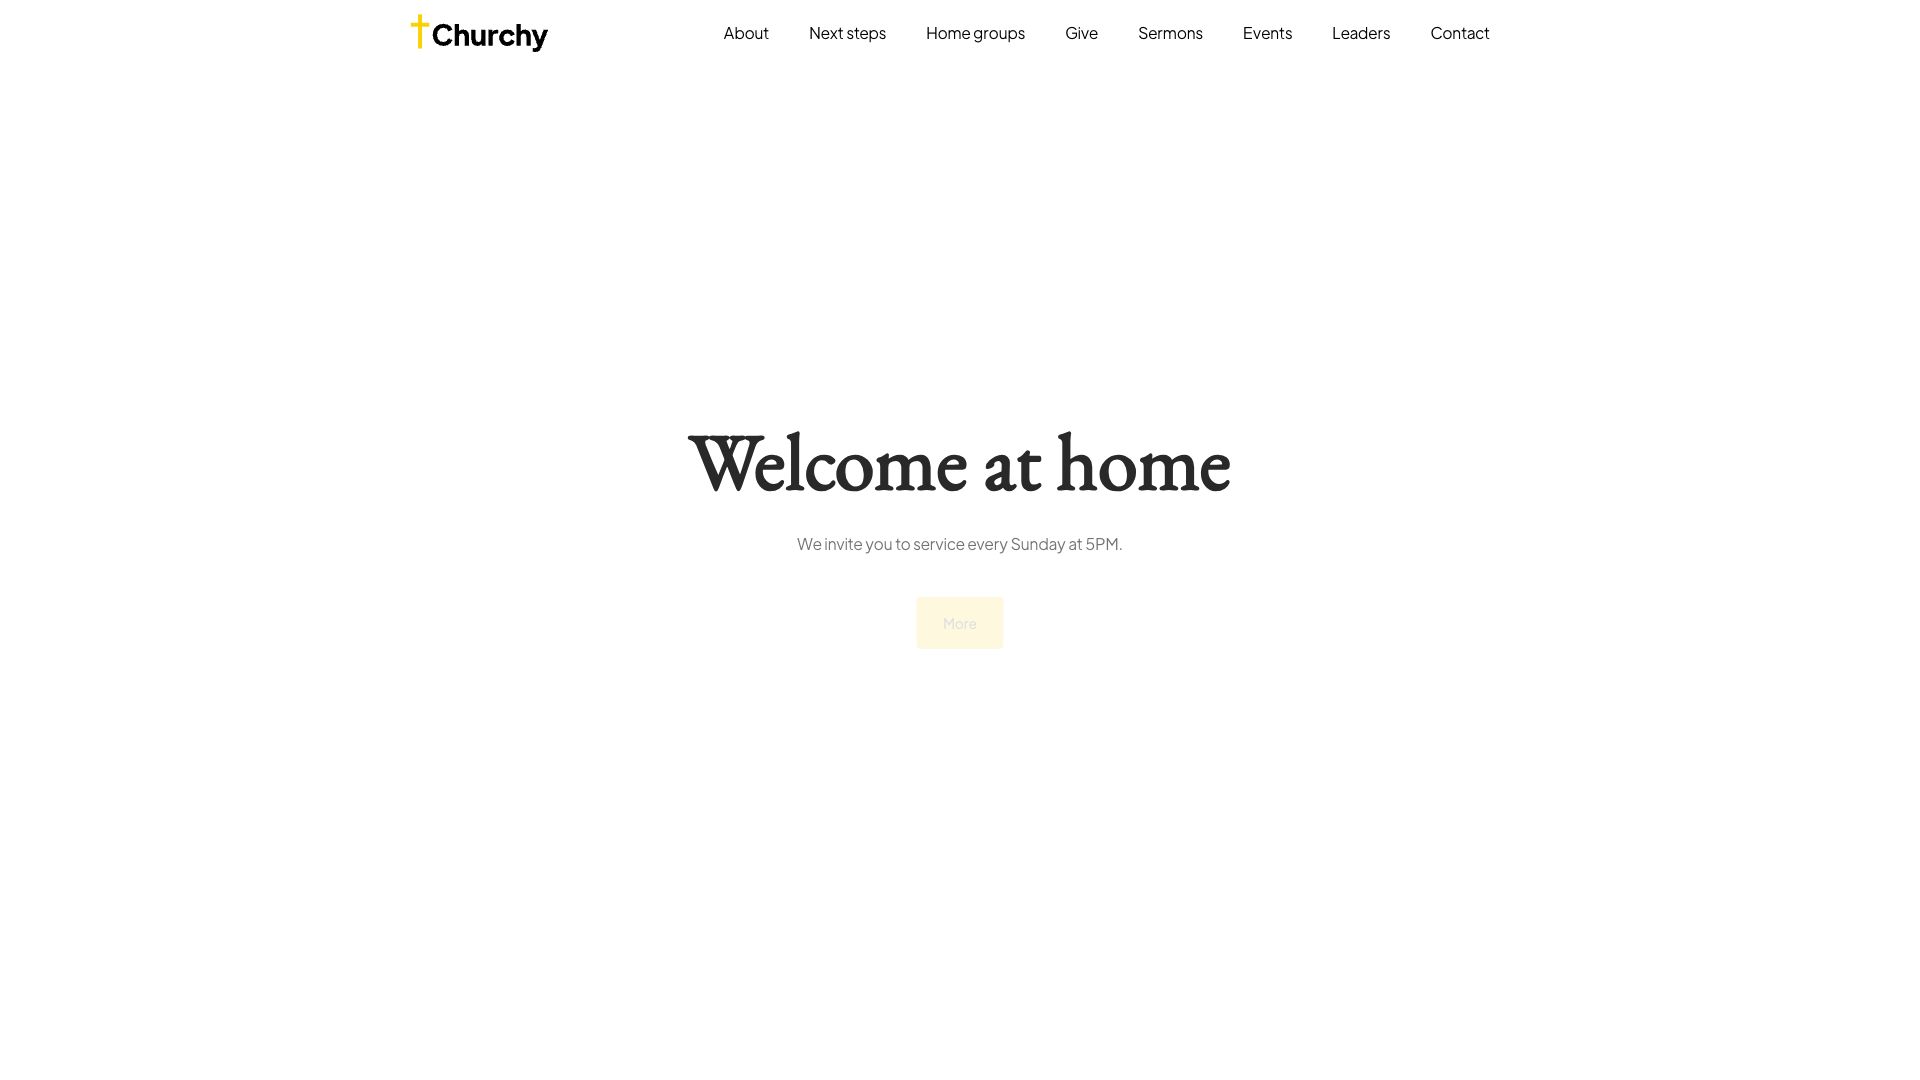 Churchy
About
Next steps
Home groups
Give
Sermons
Events
Leaders
Contact
Welcome at home
We invite you to service every Sunday at 5PM.
More